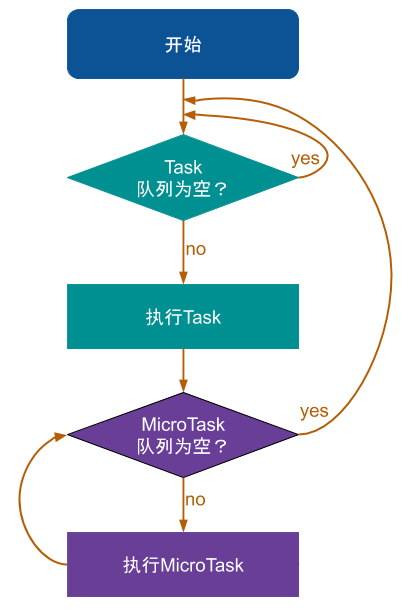 开始
Task
队列为空？
yes
no
执行Task
MicroTask
队列为空？
yes
no
执行MicroTask